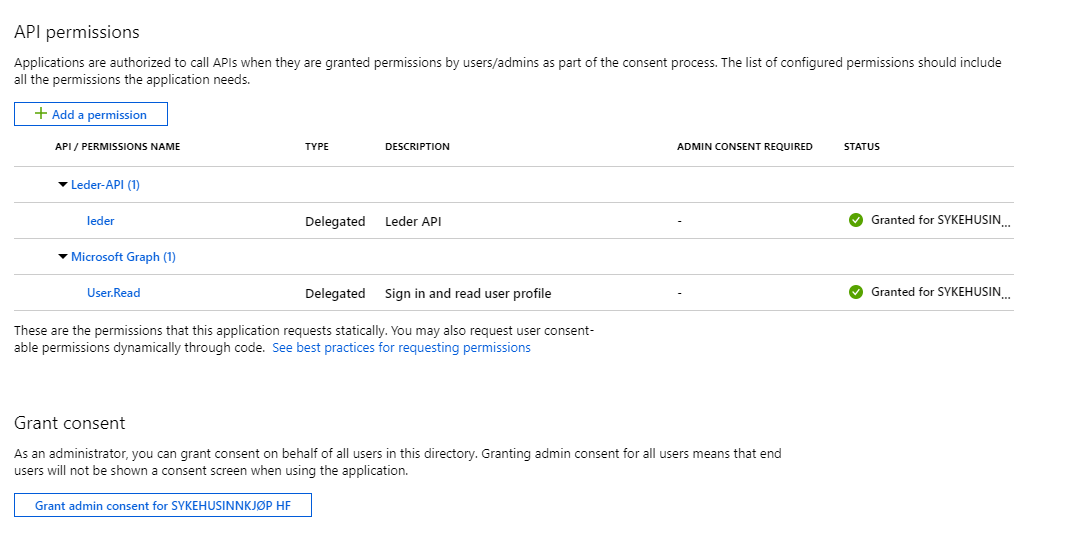 API permissions
Applications are authorized to call APIs when they are granted permissions by users/admins as part of the consent process. The list of configured permissions should include
all the permissions the application needs.
+ Add a permission
API / PERMISSIONS NAME TYPE DESCRIPTION ADMIN CONSENT REQUIRED STATUS
Leder-API (1)
leder Delegated Leder API - Granted for SYKEHUSIN...
Microsoft Graph (1)
User.Read Delegated Sign in and read user profile - Granted for SYKEHUSIN...
These are the permissions that this application requests statically. You may also request user consent-
able permissions dynamically through code. See best practices for requesting permissions
Grant consent
As an administrator, you can grant consent on behalf of all users in this directory. Granting admin consent for all users means that end
users will not be shown a consent screen when using the application.
Grant admin consent for SYKEHUSINNKJØP HF